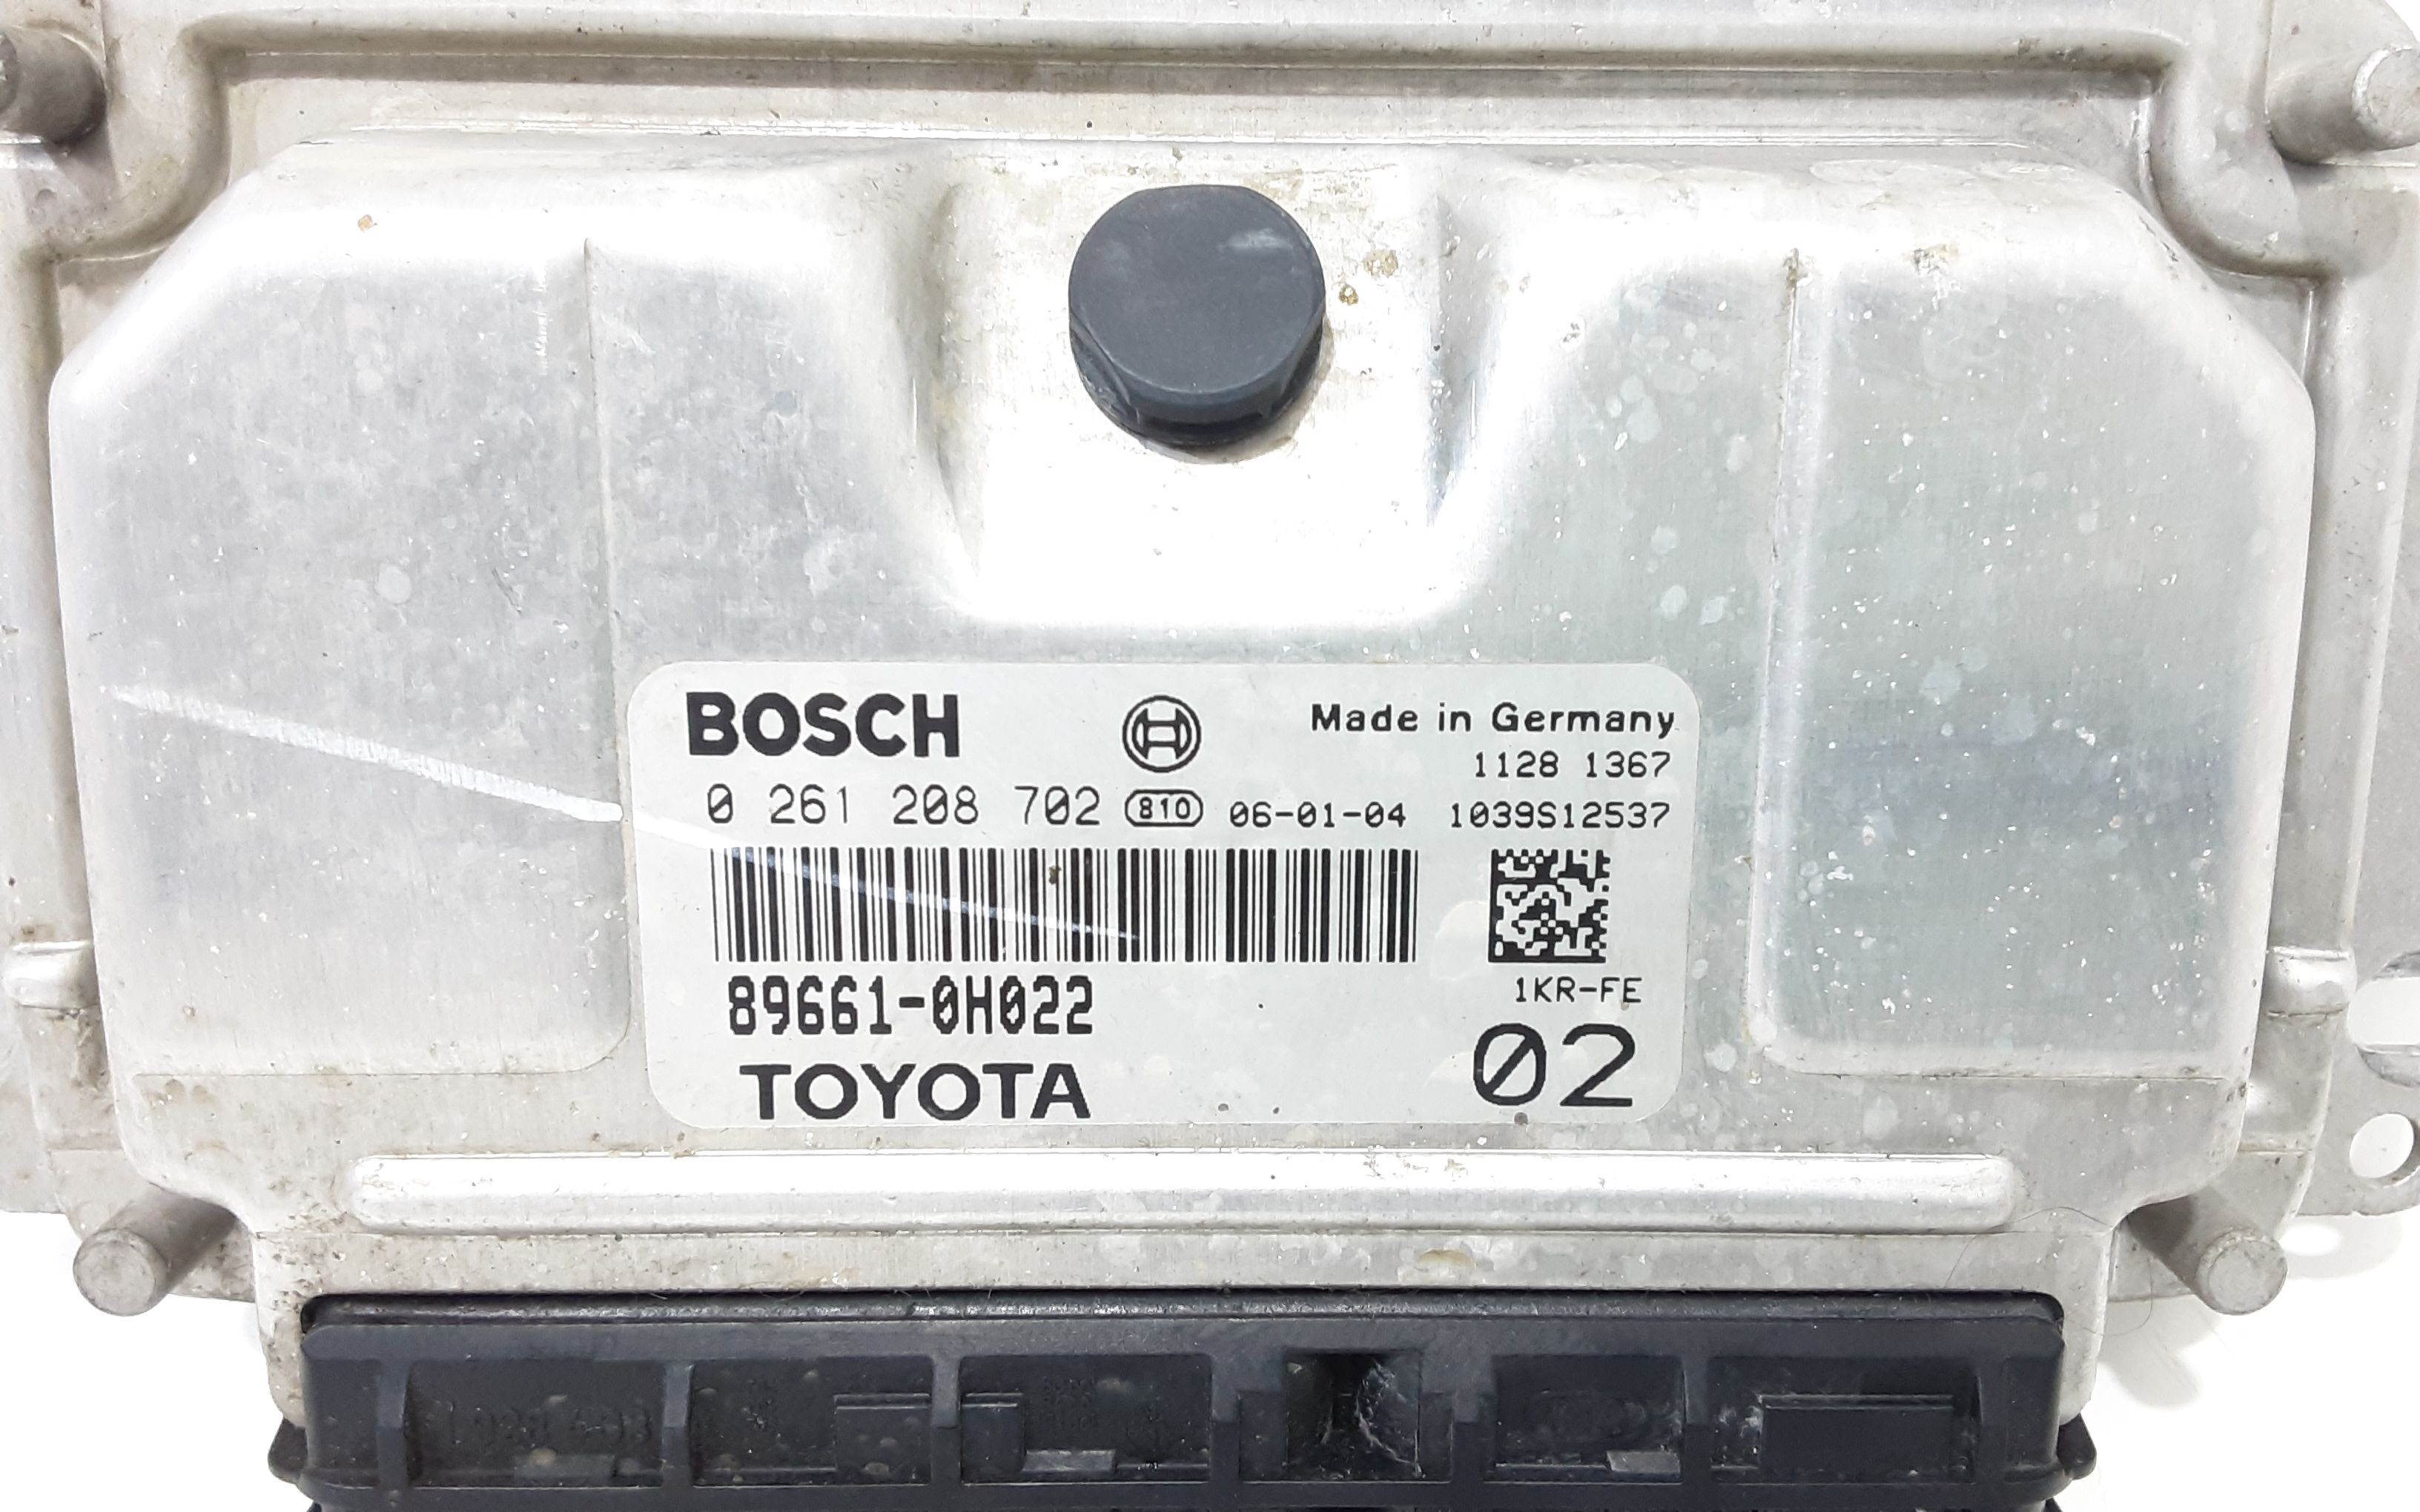 BOSCH
Made in Germany
1128 1367
0 261 208 702 810 06-01-04 1039S12537
89661-0H022
1KR-FE
TOYOTA
02